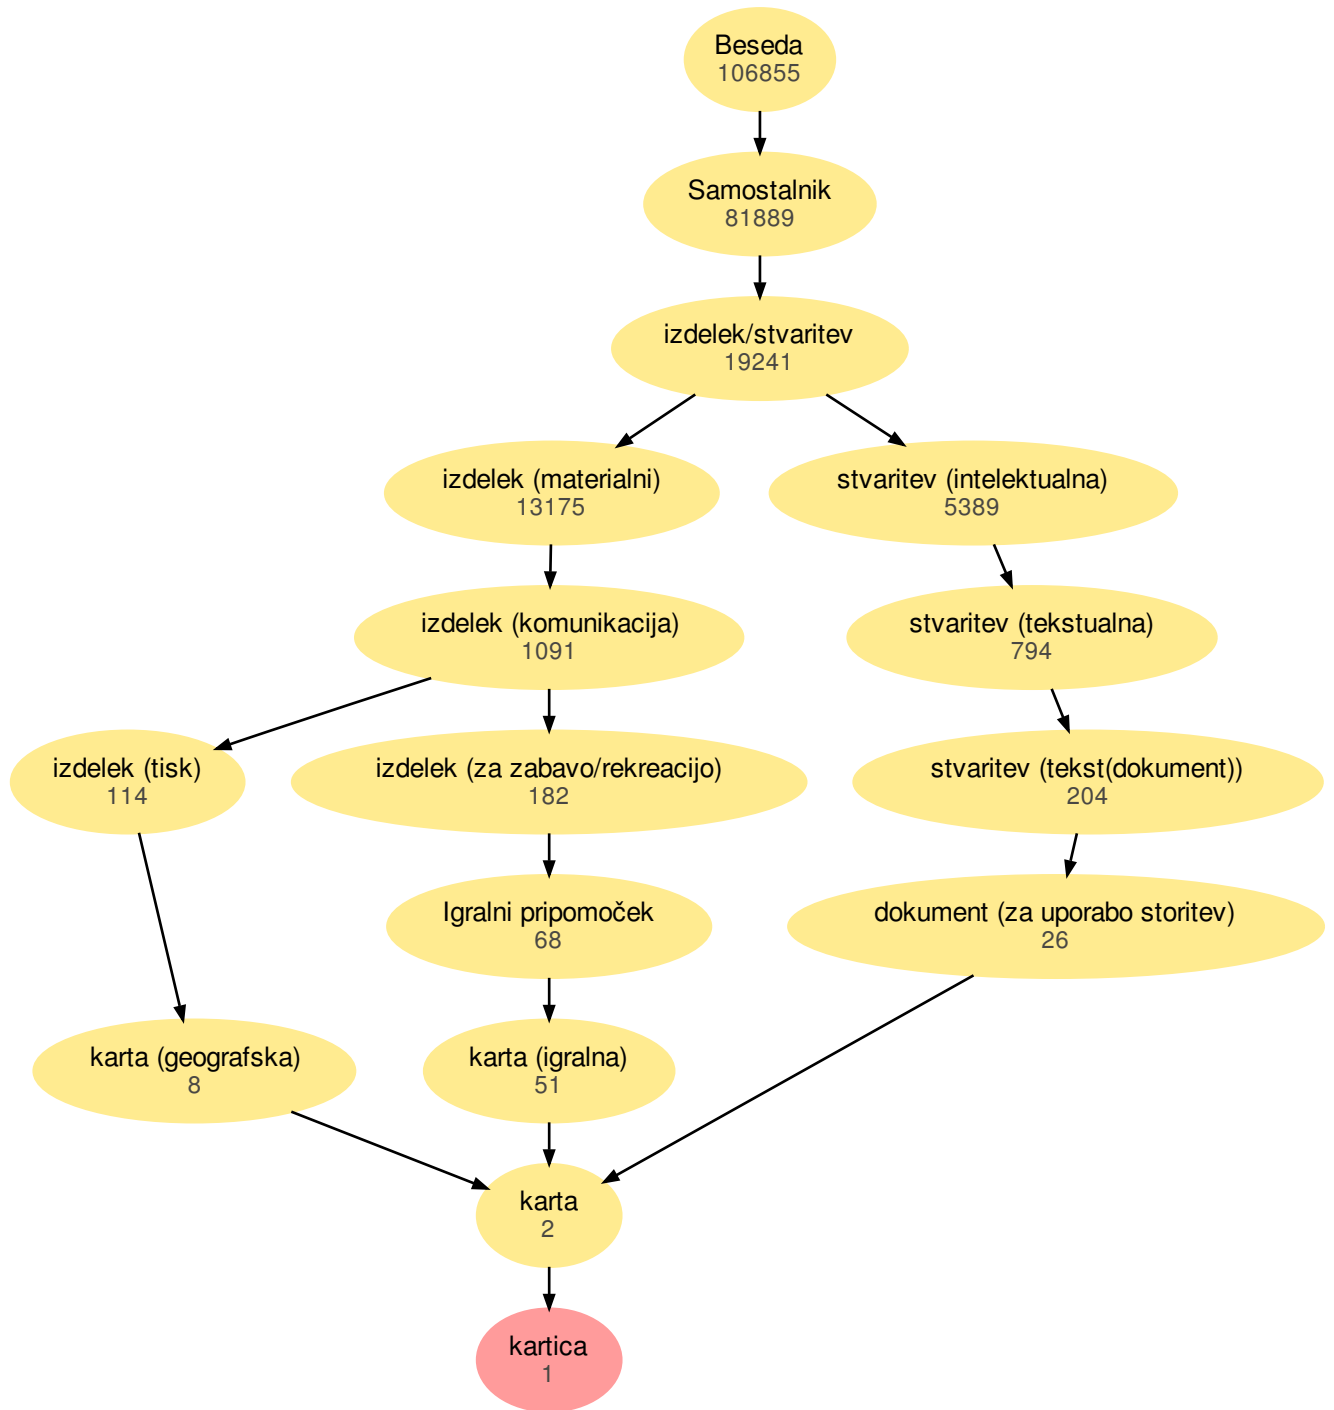 Beseda
106855
Samostalnik
81889
izdelek/stvaritev
19241
izdelek (materialni)
13175
stvaritev (intelektualna)
5389
izdelek (komunikacija)
1091
stvaritev (tekstualna)
794
izdelek (tisk)
114
izdelek (za zabavo/rekreacijo)
182
stvaritev (tekst(dokument))
204
Igralni pripomoček
68
dokument (za uporabo storitev)
26
karta (geografska)
8
karta (igralna)
51
karta
2
kartica
1